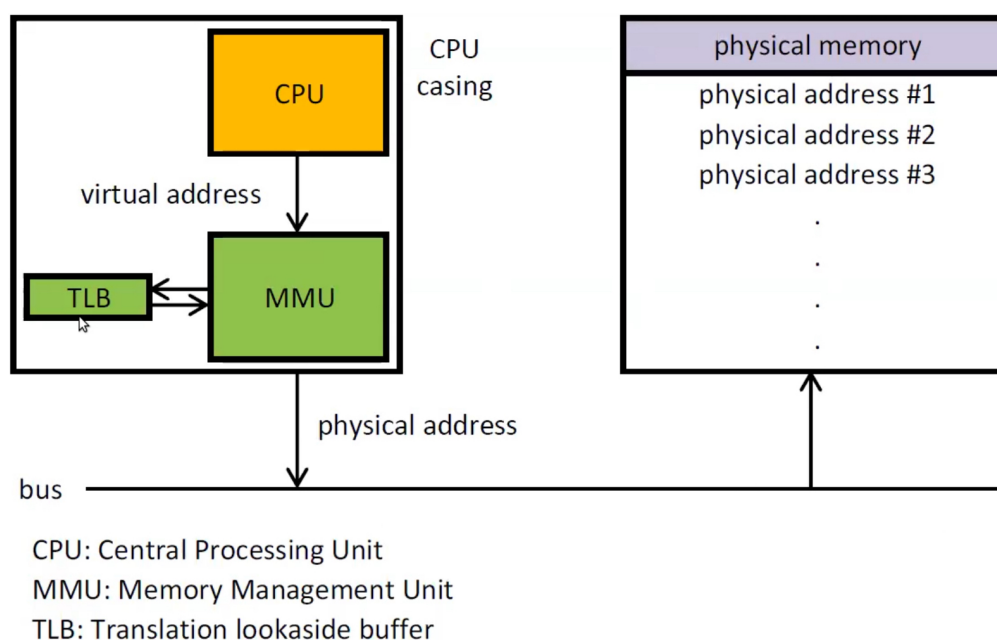 CPU
CPU
casing
virtual address
TLB
MMU
physical memory
physical address #1
physical address #2
physical address #3
.
.
.
.
physical address
bus
CPU: Central Processing Unit
MMU: Memory Management Unit
TLB: Translation lookaside buffer